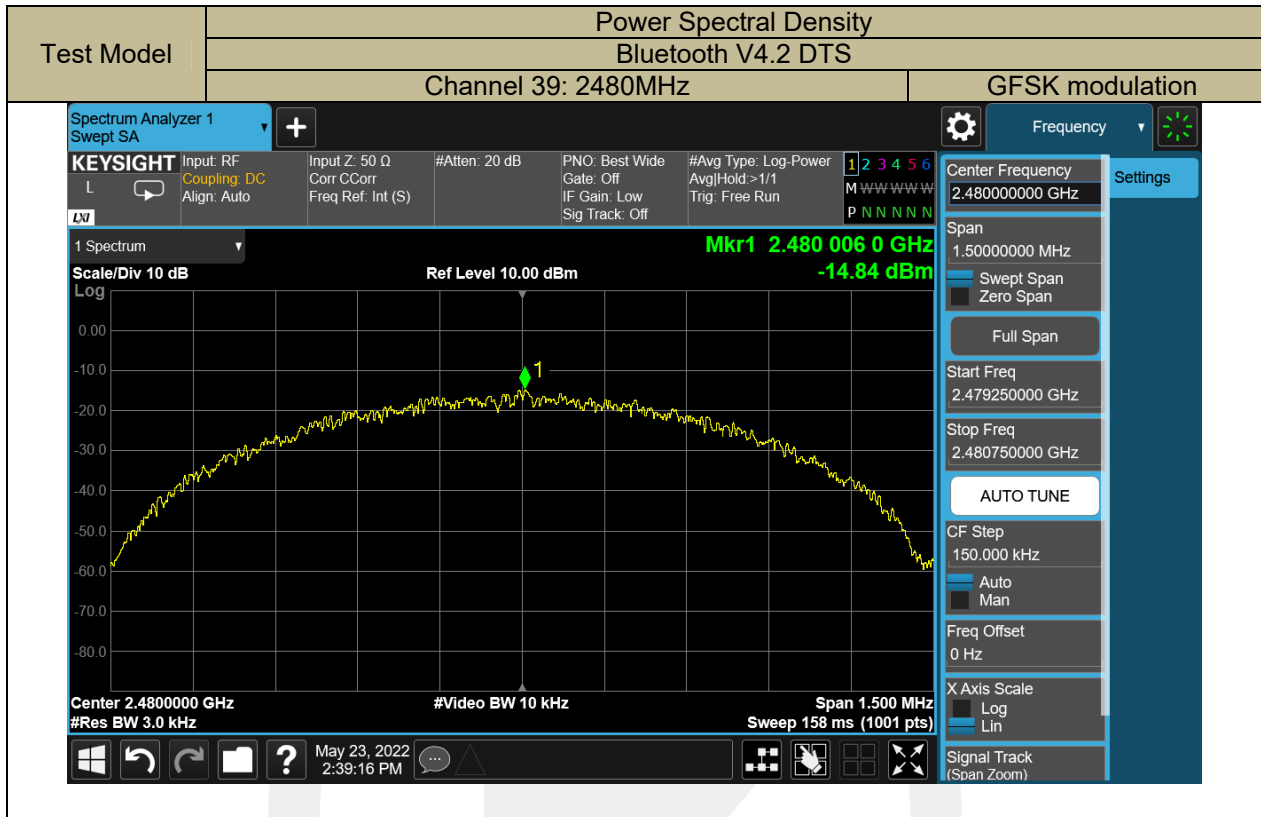 Test Model
Power Spectral Density
Bluetooth V4.2 DTS
Channel 39: 2480MHz
GFSK modulation
Spectrum Analyzer 1
Swept SA
Frequency
KEYSIGHT
L
LXI
Input: RF
Coupling: DC
Align: Auto
Input Z: 50 Ω
Corr CCorr
Freq Ref: Int (S)
#Atten: 20 dB
PNO: Best Wide
Gate: Off
IF Gain: Low
Sig Track: Off
#Avg Type: Log-Power
Avg|Hold:>1/1
Trig: Free Run
1 2 3 4 5 6
M W W W W W
P N N N N N
1 Spectrum
Mkr1 2.480 006 0 GHz
-14.84 dBm
Scale/Div 10 dB
Ref Level 10.00 dBm
Log
0.00
-10.0
-20.0
-30.0
-40.0
-50.0
-60.0
-70.0
-80.0
1
Center 2.4800000 GHz
#Video BW 10 kHz
Span 1.500 MHz
#Res BW 3.0 kHz
Sweep 158 ms (1001 pts)
Center Frequency
2.480000000 GHz
Settings
Span
1.50000000 MHz
Swept Span
Zero Span
Full Span
Start Freq
2.479250000 GHz
Stop Freq
2.480750000 GHz
AUTO TUNE
CF Step
150.000 kHz
Auto
Man
Freq Offset
0 Hz
X Axis Scale
Log
Lin
Signal Track
(Span Zoom)
?
May 23, 2022
2:39:16 PM